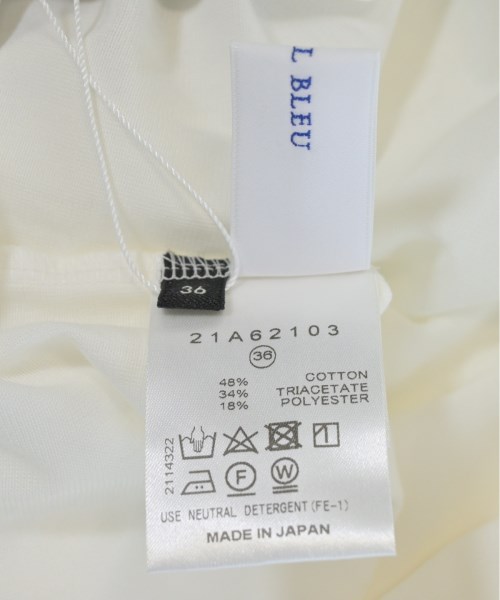 L BLEU
36
21A62103
36
48% COTTON
34% TRIACETATE
18% POLYESTER
2114322
F W
USE NEUTRAL DETERGENT(FE-1)
MADE IN JAPAN